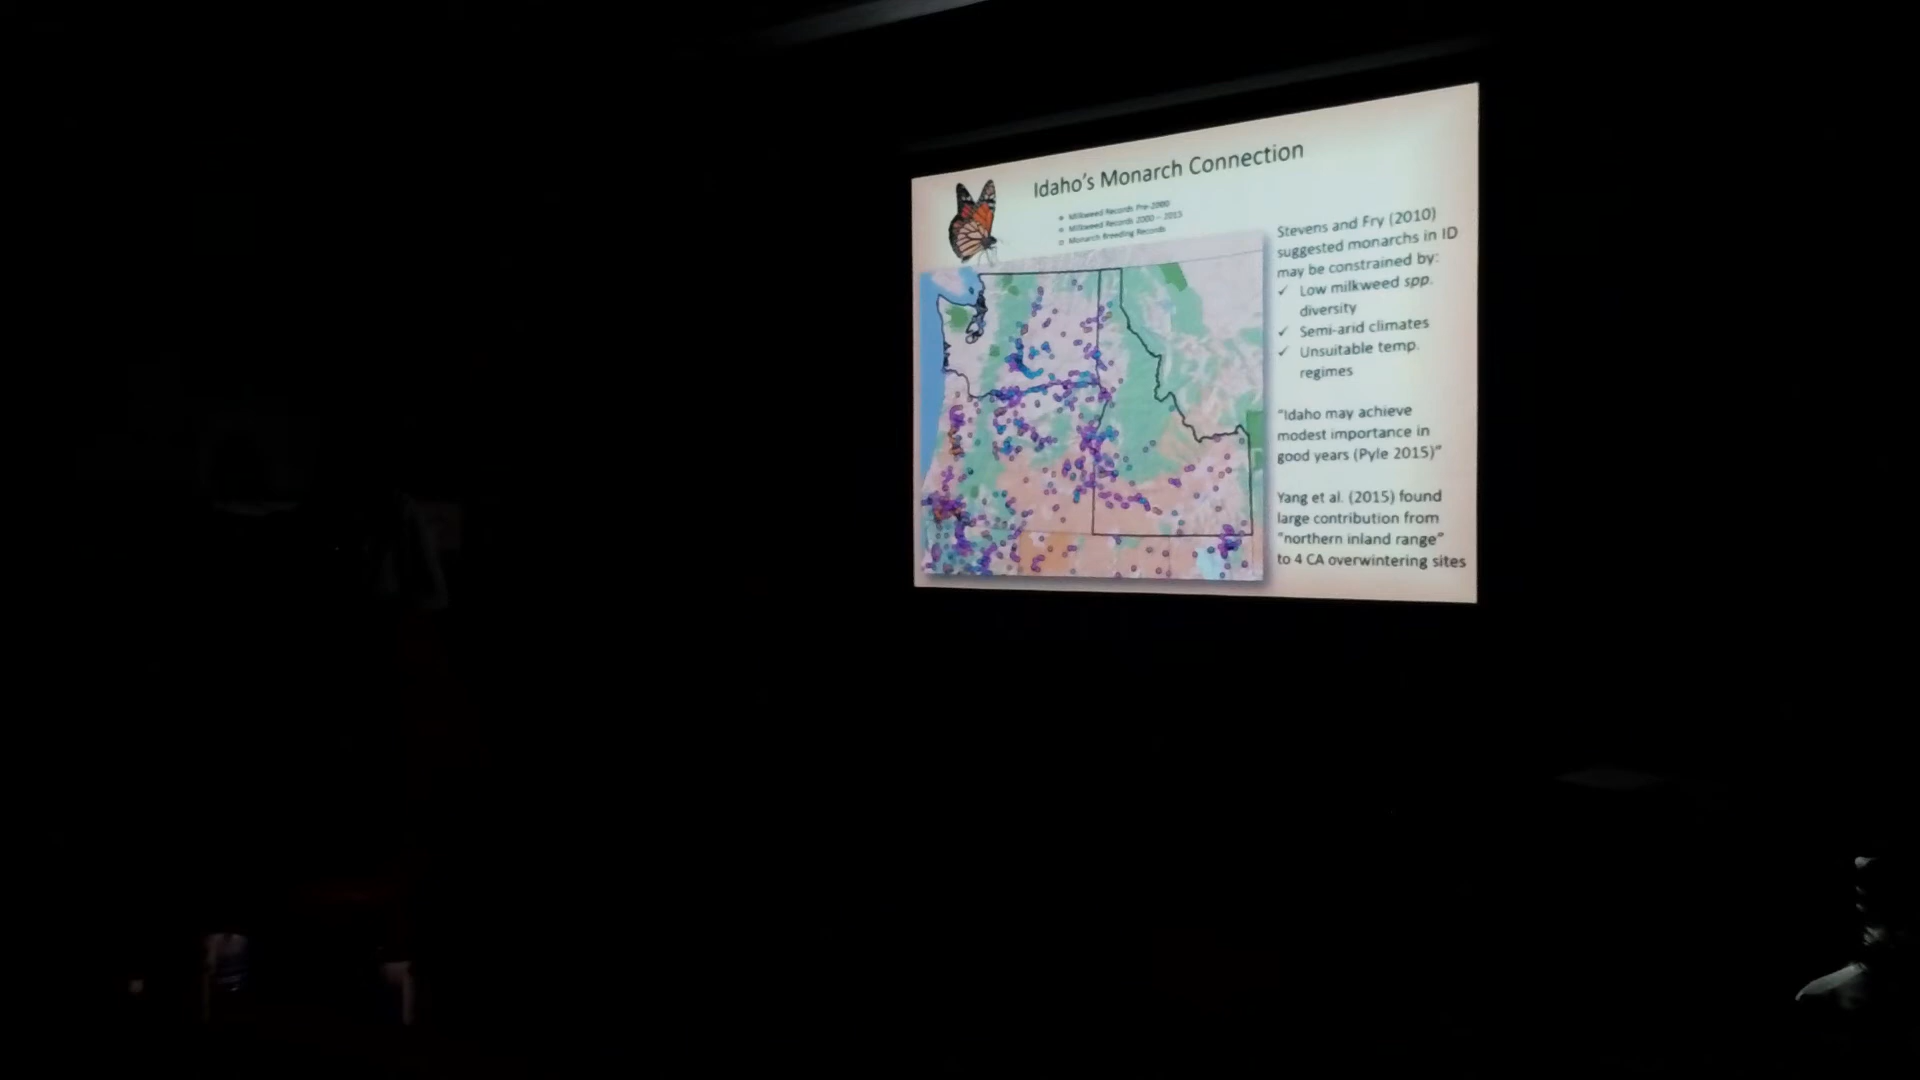 Idaho's Monarch Connection
Milkweed Records Pre-2000
Milkweed Records 2000 – 2015
Monarch Breeding Records
Stevens and Fry (2010)
suggested monarchs in ID
may be constrained by:
✓ Low milkweed spp.
diversity
✓ Semi-arid climates
✓ Unsuitable temp.
regimes
"Idaho may achieve
modest importance in
good years (Pyle 2015)"
Yang et al. (2015) found
large contribution from
"northern inland range"
to 4 CA overwintering sites